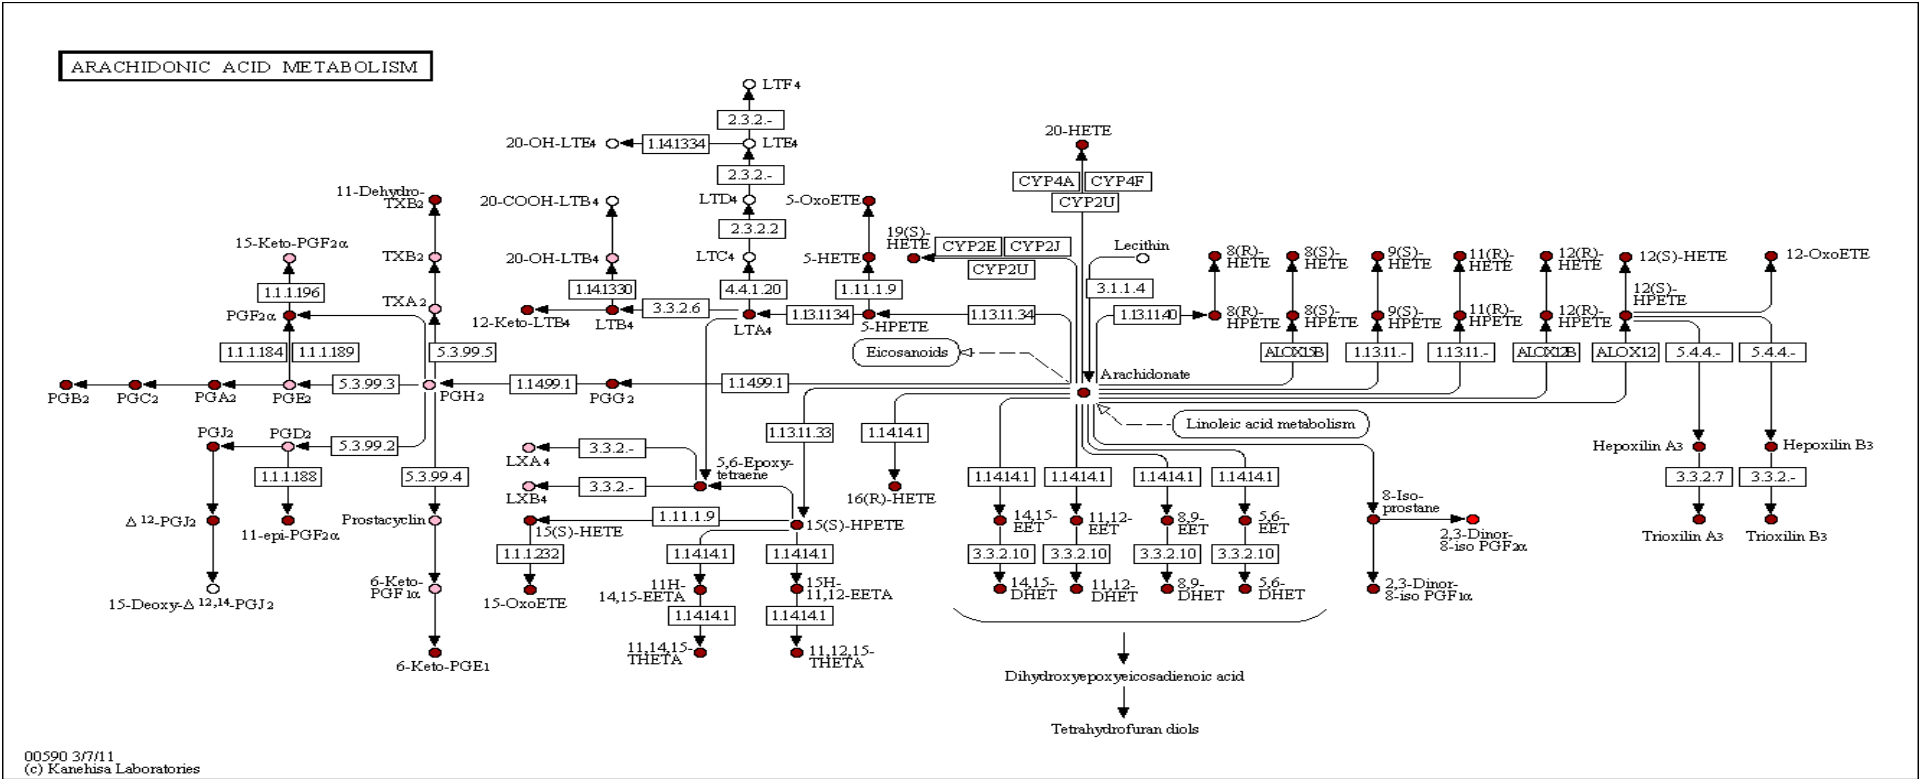 ARACHIDONIC ACID METABOLISM
LTF4
2.3.2.-
20-HETE
20-OH-LTE4
1.14.1334
LTE4
2.3.2.-
CYP4A
CYP4F
CYP2U
11-Dehydro-
TXB2
20-COOH-LTB4
LTD4
5-OxoETE
2.3.2.2
19(S)-
HETE
CYP2E
CYP2J
CYP2U
Lecithin
15-Keto-PGF2α
TXB2
20-OH-LTB4
LTC4
5-HETE
8(R)-
HETE
8(S)-
HETE
9(S)-
HETE
11(R)-
HETE
12(R)-
HETE
12(S)-HETE
12-OxoETE
1.1.1.196
1.14.1330
4.4.1.20
1.11.1.9
3.1.1.4
TXA2
12(S)-
HPETE
PGF2α
12-Keto-LTB4
LTB4
3.3.2.6
LTA4
1.13.1134
5-HPETE
1.13.11.34
1.13.1140
8(R)-
HPETE
8(S)-
HPETE
9(S)-
HPETE
11(R)-
HPETE
12(R)-
HPETE
1.1.1.184
1.1.1.189
5.3.99.5
Eicosanoids
ALOX15B
1.13.11.-
1.13.11.-
ALOX12B
ALOX12
5.4.4.-
5.4.4.-
Arachidonate
PGB2
PGC2
PGA2
PGE2
5.3.99.3
PGH2
1.1499.1
PGG2
1.1499.1
PGJ2
PGD2
5.3.99.2
1.13.11.33
1.14.14.1
Linoleic acid metabolism
LXA4
3.3.2.-
Hepoxilin A3
Hepoxilin B3
1.1.1.188
5.3.99.4
5,6-Epoxy-
tetraene
1.14.14.1
1.14.14.1
1.14.14.1
1.14.14.1
3.3.2.7
3.3.2.-
LXB4
3.3.2.-
16(R)-HETE
8-Iso-
prostane
Δ12-PGJ2
11-epi-PGF2α
Prostacyclin
15(S)-HETE
1.11.1.9
15(S)-HPETE
14,15-
EET
11,12-
EET
8,9-
EET
5,6-
EET
2,3-Dinor-
8-iso PGF2α
Trioxilin A3
Trioxilin B3
1.1.1.232
1.14.14.1
1.14.14.1
3.3.2.10
3.3.2.10
3.3.2.10
3.3.2.10
6-Keto-
PGF1α
15-Deoxy-Δ12,14-PGJ2
15-OxoETE
11H-
14,15-EETA
15H-
11,12-EETA
14,15-
DHET
11,12-
DHET
8,9-
DHET
5,6-
DHET
2,3-Dinor-
8-iso PGF1α
1.14.14.1
1.14.14.1
6-Keto-PGE1
11,14,15-
THETA
11,12,15-
THETA
Dihydroxyepoxyeicosadienoic acid
Tetrahydrofuran diols
00590 3/7/11
(c) Kanehisa Laboratories